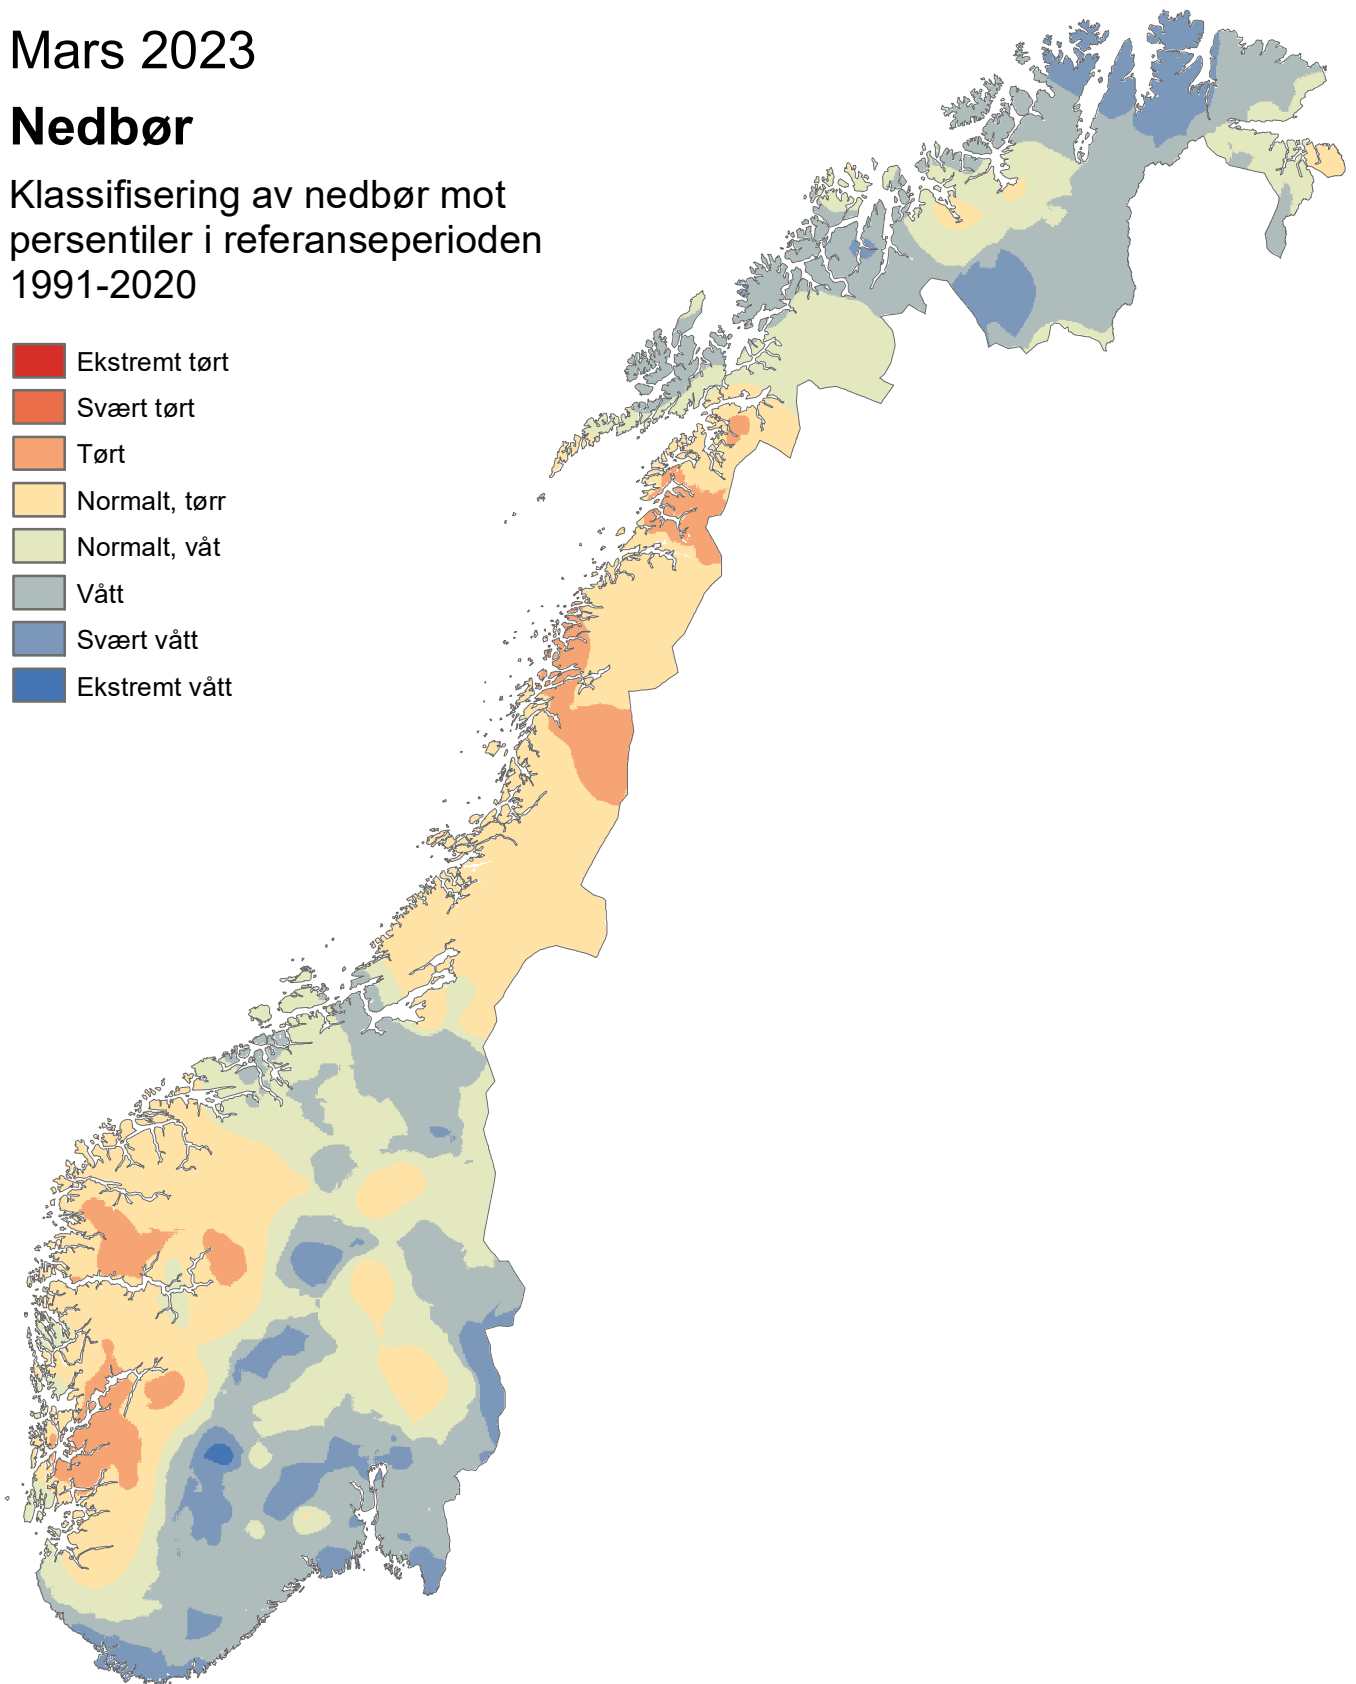 Mars 2023
Nedbør
Klassifisering av nedbør mot
persentiler i referanseperioden
1991-2020
Ekstremt tørt
Svært tørt
Tørt
Normalt, tørr
Normalt, våt
Vått
Svært vått
Ekstremt vått